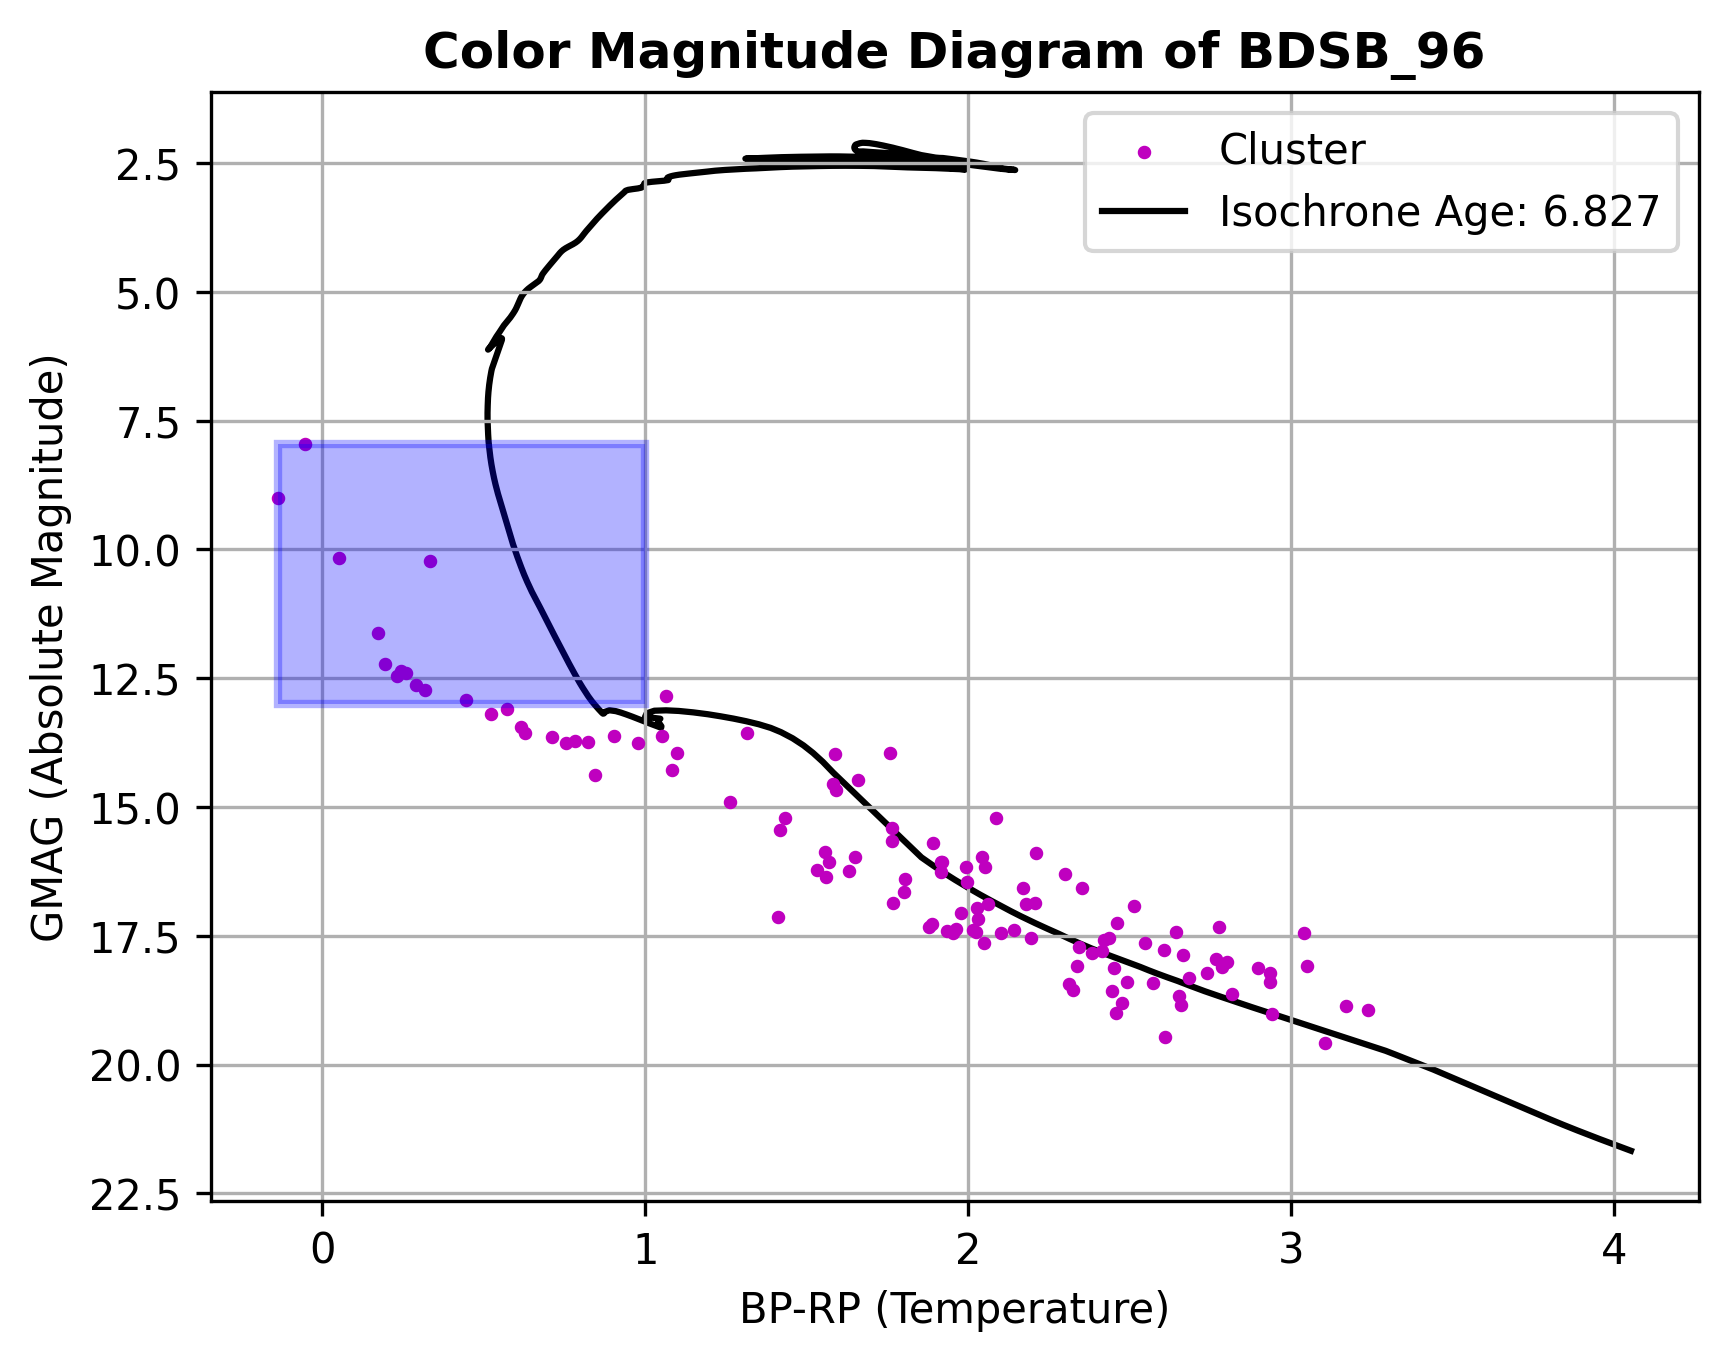 Color Magnitude Diagram of BDSB_96
Cluster
Isochrone Age: 6.827
GMAG (Absolute Magnitude)
2.5
5.0
7.5
10.0
12.5
15.0
17.5
20.0
22.5
0 1 2 3 4
BP-RP (Temperature)